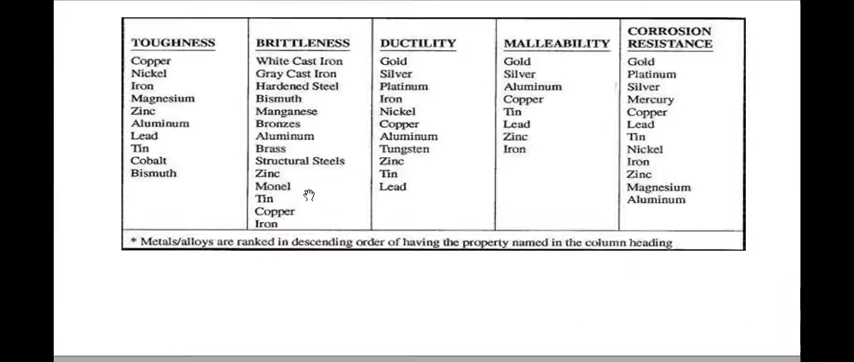 TOUGHNESS
Copper
Nickel
Iron
Magnesium
Zinc
Aluminum
Lead
Tin
Cobalt
Bismuth
BRITTLENESS
White Cast Iron
Gray Cast Iron
Hardened Steel
Bismuth
Manganese
Bronzes
Aluminum
Brass
Structural Steels
Zinc
Monel
Tin
Copper
Iron
DUCTILITY
Gold
Silver
Platinum
Iron
Nickel
Copper
Aluminum
Tungsten
Zinc
Tin
Lead
MALLEABILITY
Gold
Silver
Aluminum
Copper
Tin
Lead
Zinc
Iron
CORROSION
RESISTANCE
Gold
Platinum
Silver
Mercury
Copper
Lead
Tin
Nickel
Iron
Zinc
Magnesium
Aluminum
* Metals/alloys are ranked in descending order of having the property named in the column heading